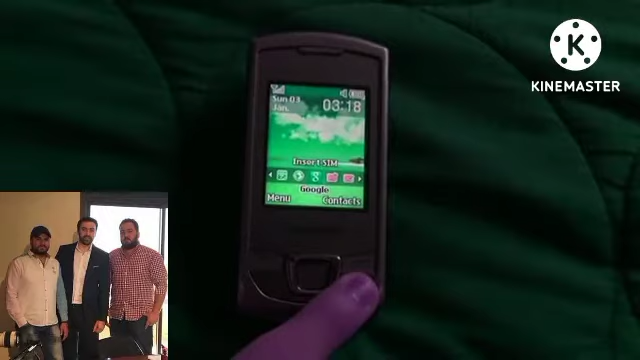 KINEMASTER
Sun 03
Jan.
03:18
Insert SIM
Google
Menu
Contacts